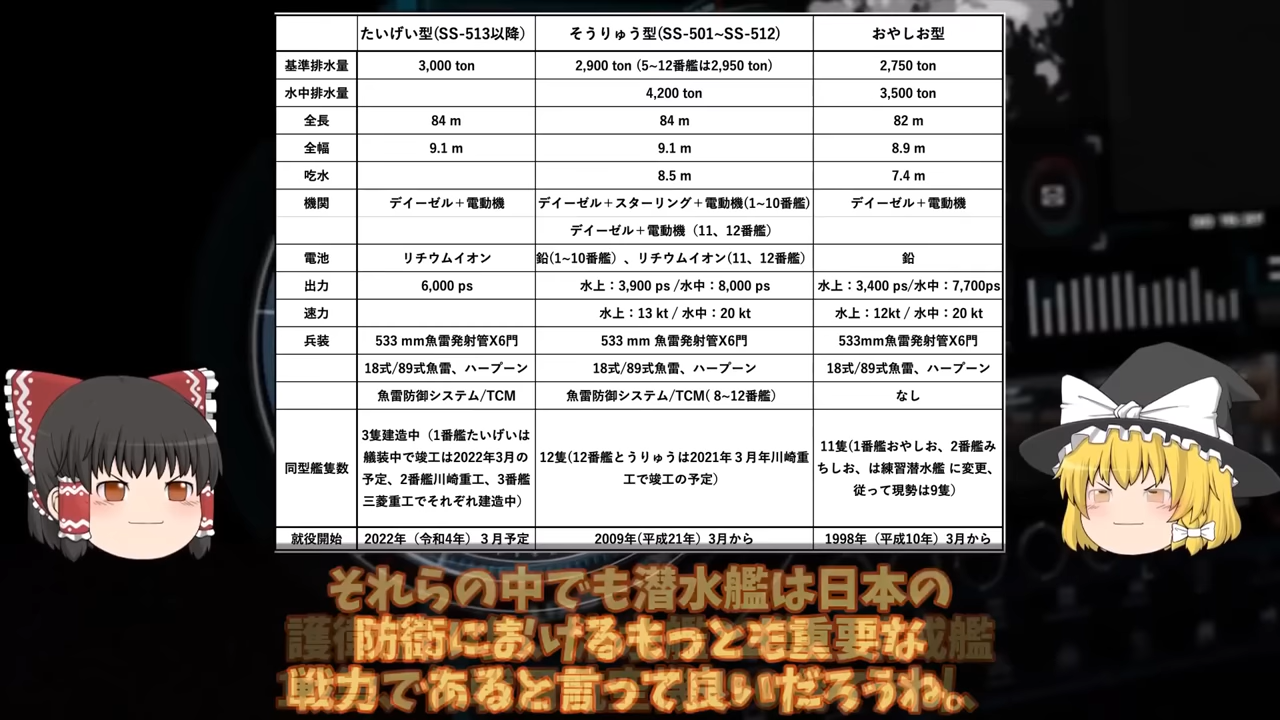 たいげい型(SS-513以降) そうりゅう型(SS-501~SS-512) おやしお型
基準排水量 3,000 ton 2,900 ton (5~12番艦は2,950 ton) 2,750 ton
水中排水量 4,200 ton 3,500 ton
全長 84 m 84 m 82 m
全幅 9.1 m 9.1 m 8.9 m
吃水 8.5 m 7.4 m
機関 デイーゼル＋電動機 デイーゼル＋スターリング＋電動機(1~10番艦) デイーゼル＋電動機
デイーゼル＋電動機（11、12番艦）
電池 リチウムイオン 鉛(1~10番艦）、リチウムイオン(11、12番艦） 鉛
出力 6,000 ps 水上：3,900 ps /水中：8,000 ps 水上：3,400 ps/水中：7,700ps
速力 水上：13 kt / 水中：20 kt 水上：12kt / 水中：20 kt
兵装 533 mm魚雷発射管X6門 533 mm 魚雷発射管X6門 533mm魚雷発射管X6門
18式/89式魚雷、ハープーン 18式/89式魚雷、ハープーン 18式/89式魚雷、ハープーン
魚雷防御システム/TCM 魚雷防御システム/TCM( 8~12番艦） なし
同型艦隻数 3隻建造中（1番艦たいげいは艤装中で竣工は2022年3月の予定、2番艦川崎重工、3番艦三菱重工でそれぞれ建造中） 12隻(12番艦とうりゅうは2021年３月年川崎重工で竣工の予定） 11隻(1番艦おやしお、2番艦みちしお、は練習潜水艦 に変更、従って現勢は9隻）
就役開始 2022年（令和4年）３月予定 2009年(平成21年）3月から 1998年（平成10年）3月から
それらの中でも潜水艦は日本の
防衛におけるもっとも重要な
戦力であると言って良いだろうね。